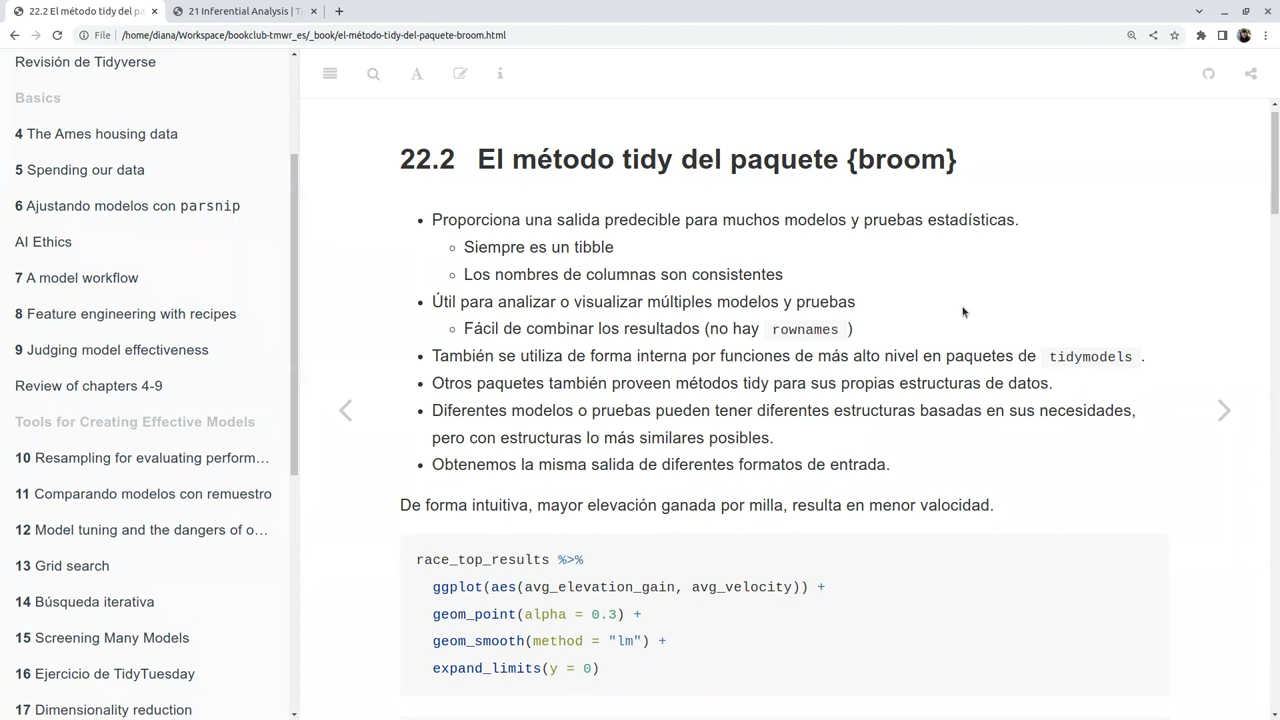 22.2 El método tidy del pa
21 Inferential Analysis | Ti
File
/home/diana/Workspace/bookclub-tmwr_es/_book/el-método-tidy-del-paquete-broom.html
Revisión de Tidyverse
Basics
4 The Ames housing data
5 Spending our data
6 Ajustando modelos con parsnip
AI Ethics
7 A model workflow
8 Feature engineering with recipes
9 Judging model effectiveness
Review of chapters 4-9
Tools for Creating Effective Models
10 Resampling for evaluating perform…
11 Comparando modelos con remuestro
12 Model tuning and the dangers of o…
13 Grid search
14 Búsqueda iterativa
15 Screening Many Models
16 Ejercicio de TidyTuesday
17 Dimensionality reduction
22.2 El método tidy del paquete {broom}
• Proporciona una salida predecible para muchos modelos y pruebas estadísticas.
◦ Siempre es un tibble
◦ Los nombres de columnas son consistentes
• Útil para analizar o visualizar múltiples modelos y pruebas
◦ Fácil de combinar los resultados (no hay rownames )
• También se utiliza de forma interna por funciones de más alto nivel en paquetes de tidymodels .
• Otros paquetes también proveen métodos tidy para sus propias estructuras de datos.
• Diferentes modelos o pruebas pueden tener diferentes estructuras basadas en sus necesidades,
pero con estructuras lo más similares posibles.
• Obtenemos la misma salida de diferentes formatos de entrada.
De forma intuitiva, mayor elevación ganada por milla, resulta en menor valocidad.
race_top_results %>%
ggplot(aes(avg_elevation_gain, avg_velocity)) +
geom_point(alpha = 0.3) +
geom_smooth(method = "lm") +
expand_limits(y = 0)